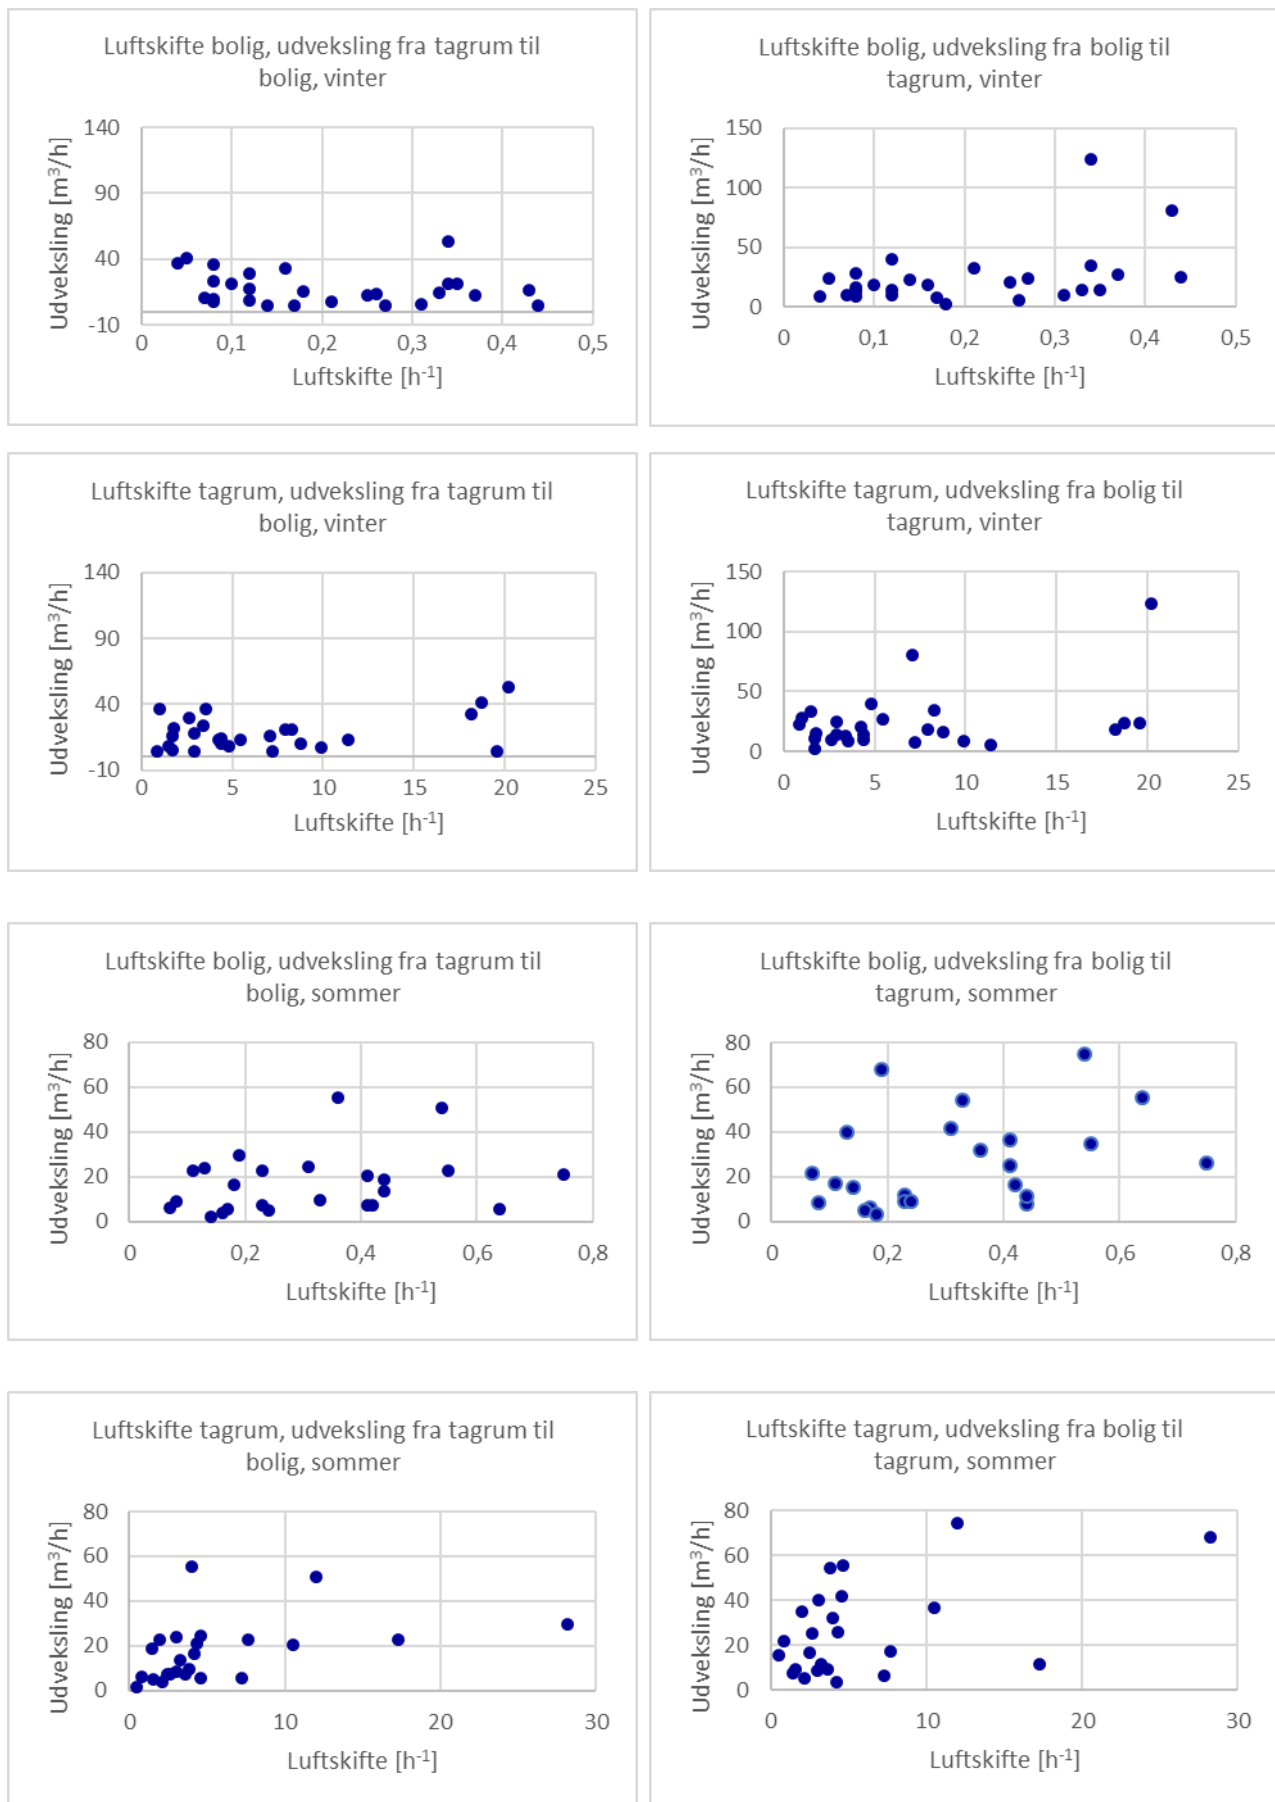 Luftskifte bolig, udveksling fra tagrum til
bolig, vinter
Udveksling [m³/h]
140
90
40
-10
0 0,1 0,2 0,3 0,4 0,5
Luftskifte [h⁻¹]
Luftskifte bolig, udveksling fra bolig til
tagrum, vinter
Udveksling [m³/h]
150
100
50
0
0 0,1 0,2 0,3 0,4 0,5
Luftskifte [h⁻¹]
Luftskifte tagrum, udveksling fra tagrum til
bolig, vinter
Udveksling [m³/h]
140
90
40
-10
0 5 10 15 20 25
Luftskifte [h⁻¹]
Luftskifte tagrum, udveksling fra bolig til
tagrum, vinter
Udveksling [m³/h]
150
100
50
0
0 5 10 15 20 25
Luftskifte [h⁻¹]
Luftskifte bolig, udveksling fra tagrum til
bolig, sommer
Udveksling [m³/h]
80
60
40
20
0
0 0,2 0,4 0,6 0,8
Luftskifte [h⁻¹]
Luftskifte bolig, udveksling fra bolig til
tagrum, sommer
Udveksling [m³/h]
80
60
40
20
0
0 0,2 0,4 0,6 0,8
Luftskifte [h⁻¹]
Luftskifte tagrum, udveksling fra tagrum til
bolig, sommer
Udveksling [m³/h]
80
60
40
20
0
0 10 20 30
Luftskifte [h⁻¹]
Luftskifte tagrum, udveksling fra bolig til
tagrum, sommer
Udveksling [m³/h]
80
60
40
20
0
0 10 20 30
Luftskifte [h⁻¹]